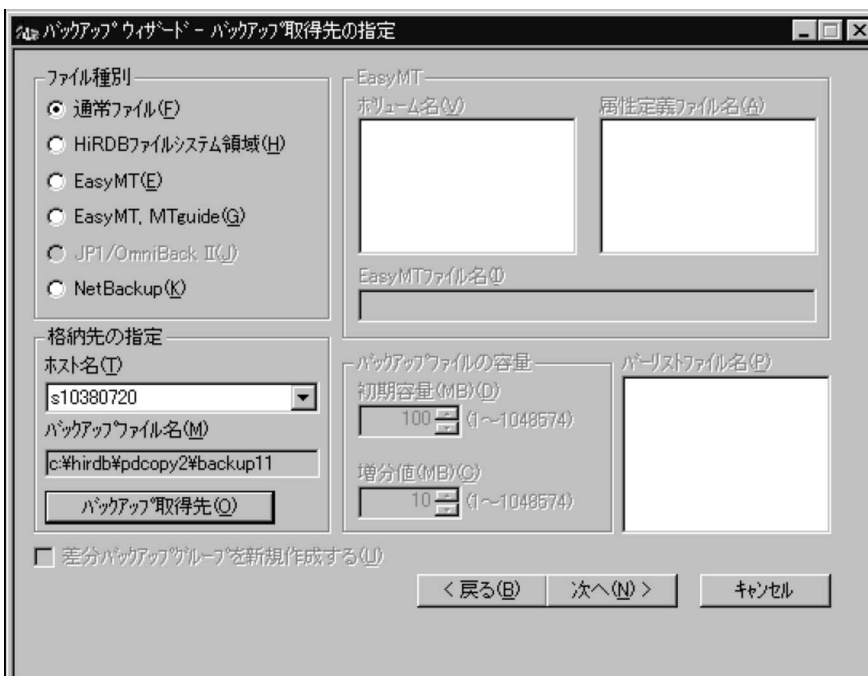 バックアップウィザード - バックアップ取得先の指定
ファイル種別
通常ファイル(F)
HiRDBファイルシステム領域(H)
EasyMT(E)
EasyMT, MTguide(G)
JP1/OmniBack II(J)
NetBackup(K)
EasyMT
ボリューム名(V)
属性定義ファイル名(A)
EasyMTファイル名(I)
格納先の指定
ホスト名(T)
s10380720
バックアップファイル名(M)
c:¥hirdb¥pdcopy2¥backup11
バックアップ取得先(O)
バックアップファイルの容量
初期容量(MB)(D)
100 (1～1048574)
増分値(MB)(C)
10 (1～1048574)
バーリストファイル名(P)
差分バックアップグループを新規作成する(U)
< 戻る(B)
次へ(N) >
キャンセル